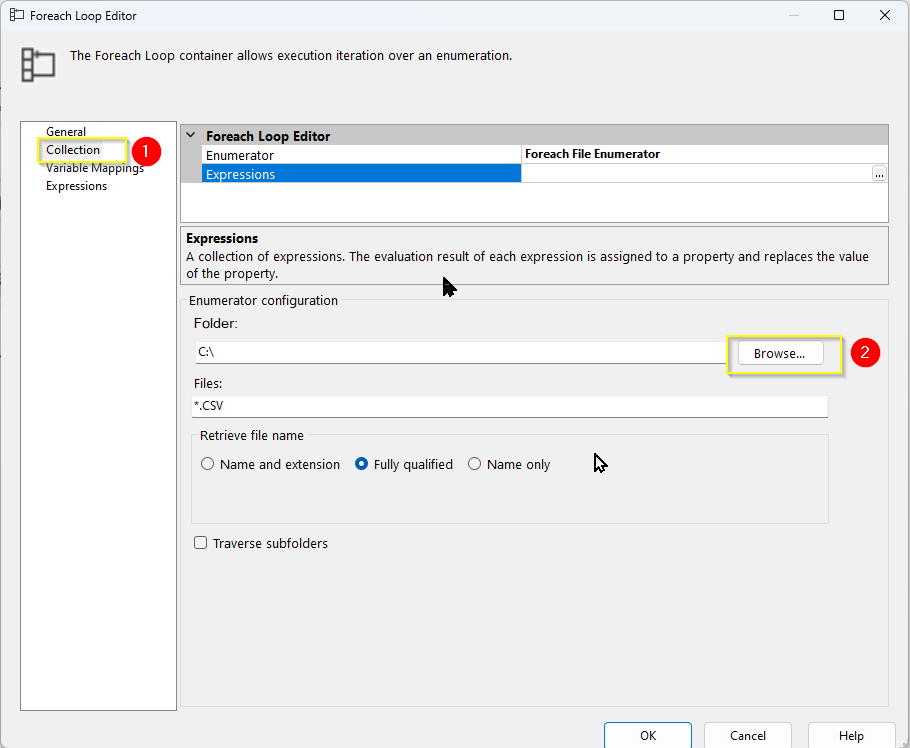 Foreach Loop Editor
The Foreach Loop container allows execution iteration over an enumeration.
General
Collection
1
Variable Mappings
Expressions
Foreach Loop Editor
Enumerator Foreach File Enumerator
Expressions
...
Expressions
A collection of expressions. The evaluation result of each expression is assigned to a property and replaces the value
of the property.
Enumerator configuration
Folder:
C:\
Browse...
2
Files:
*.CSV
Retrieve file name
Name and extension Fully qualified Name only
Traverse subfolders
OK Cancel Help